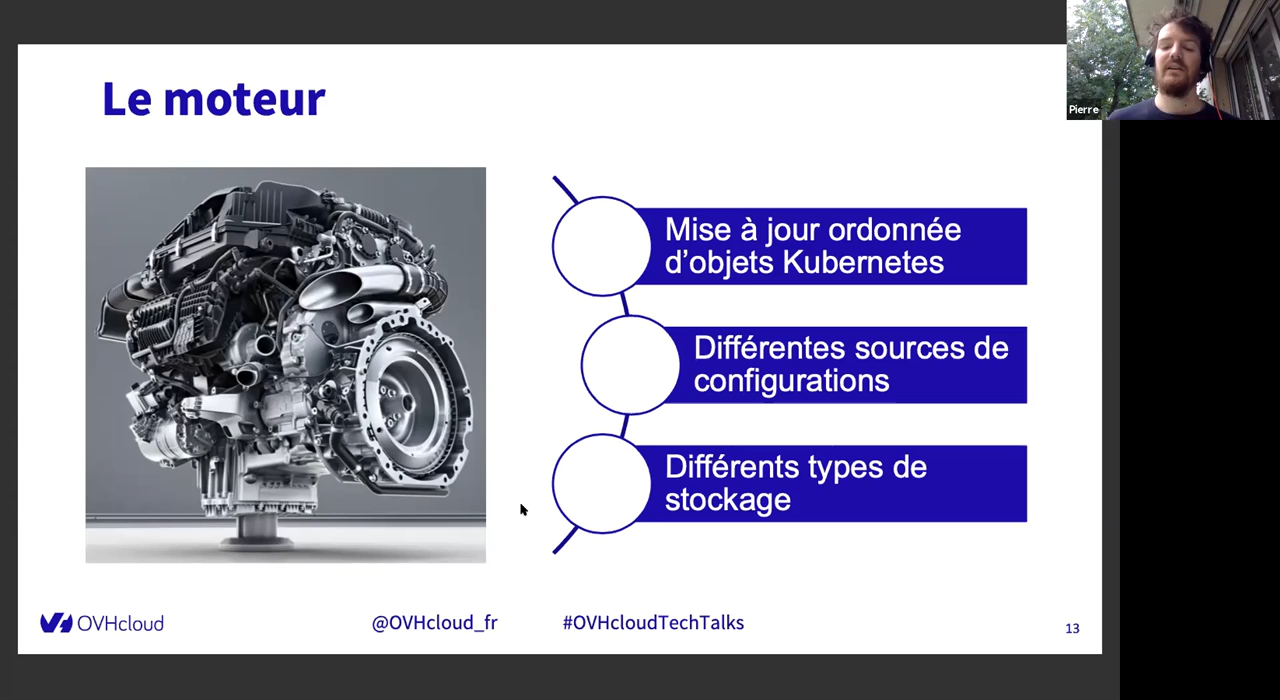 Le moteur
Pierre
Mise à jour ordonnée
d’objets Kubernetes
Différentes sources de
configurations
Différents types de
stockage
OVHcloud
@OVHcloud_fr
#OVHcloudTechTalks
13